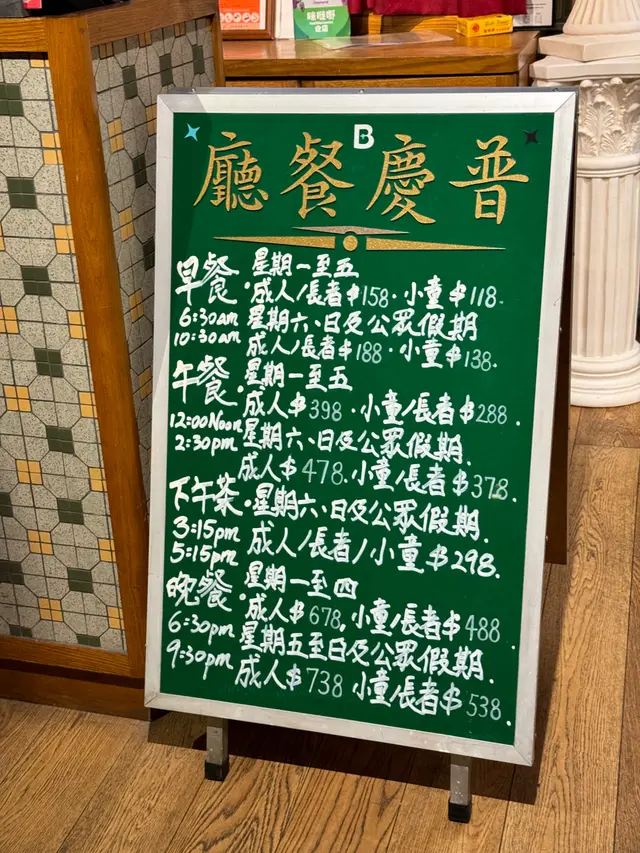 B
廳餐慶普
早餐
6:30am
10:30am
星期一至五
·成人/長者$158·小童$118·
星期六、日及公眾假期
成人/長者$188·小童$138·
午餐
12:00Noon
2:30pm
星期一至五
·成人$398·小童/長者$288.
星期六、日及公眾假期.
成人$478.小童/長者$378.
下午茶
3:15pm
5:15pm
·星期六、日及公眾假期.
成人/長者/小童$298.
晚餐
6:30pm
9:30pm
·星期一至四
成人$678,小童/長者$488
星期五至日及公眾假期.
成人$738 小童/長者$538.